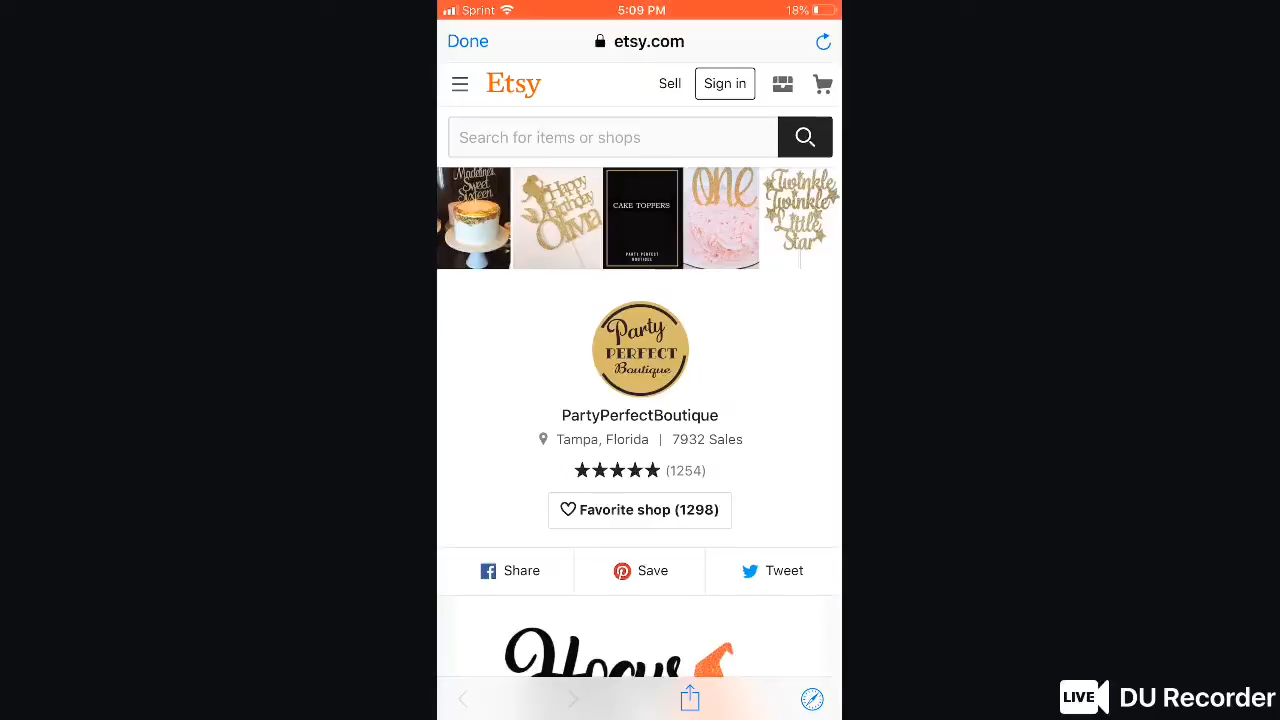 Sprint 5:09 PM 18%
Done etsy.com
Etsy Sell Sign in
Search for items or shops
Madeline's
Sweet
Sixteen
Happy
Birthday
Olivia
CAKE TOPPERS
PARTY PERFECT
BOUTIQUE
ONE
Twinkle
Twinkle
Little
Star
Party
PERFECT
Boutique
PartyPerfectBoutique
Tampa, Florida | 7932 Sales
★★★★★ (1254)
Favorite shop (1298)
Share Save Tweet
Hocus
LIVE DU Recorder